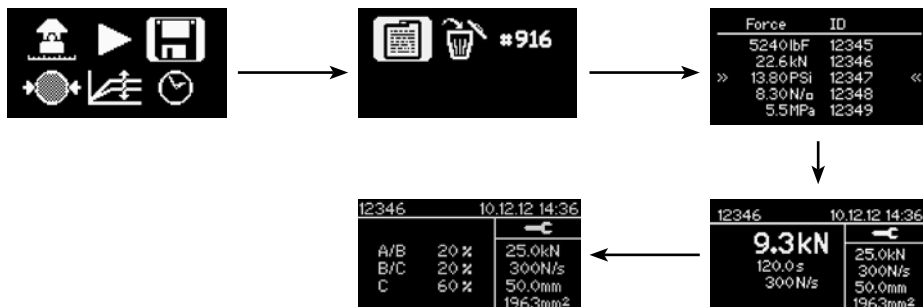 #916
Force ID
5240lbF 12345
22.6kN 12346
» 13.80PSi 12347 «
8.30N/▫ 12348
5.5MPa 12349
12346 10.12.12 14:36
9.3kN
120.0s
300N/s
25.0kN
300N/s
50.0mm
1963mm²
12346 10.12.12 14:36
A/B 20%
B/C 20%
C 60%
25.0kN
300N/s
50.0mm
1963mm²